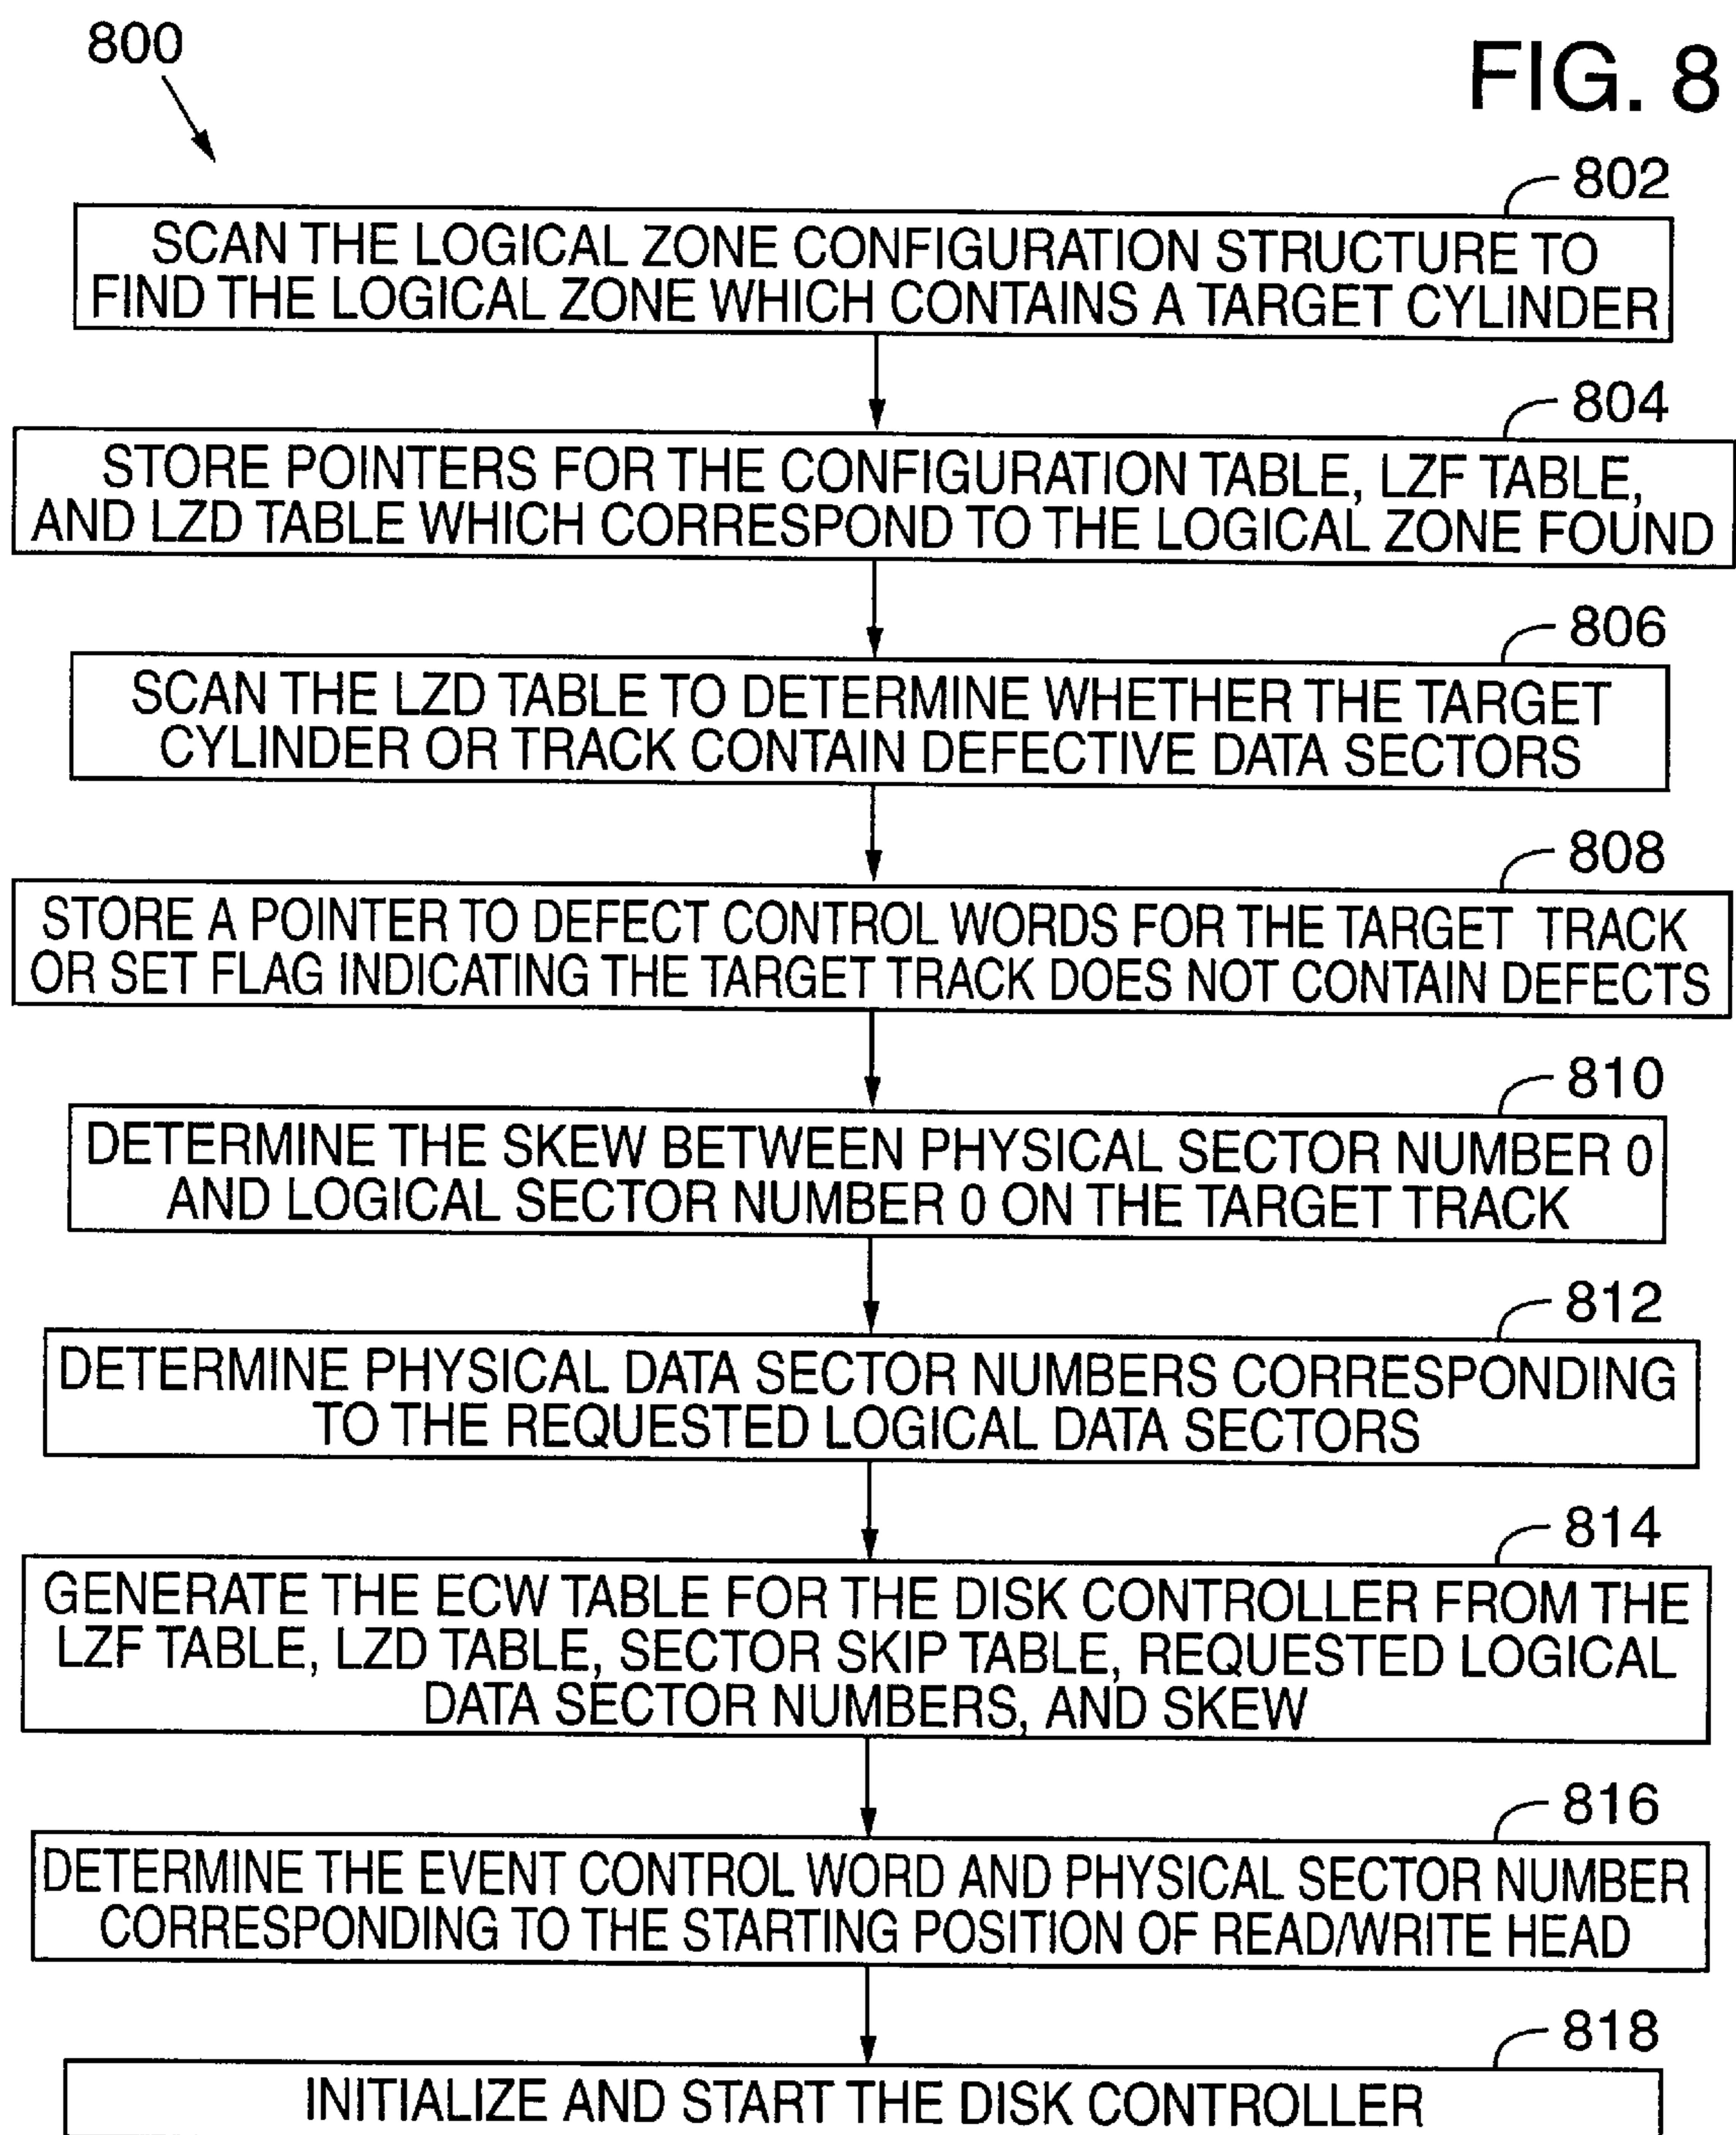 800
FIG. 8
802
SCAN THE LOGICAL ZONE CONFIGURATION STRUCTURE TO
FIND THE LOGICAL ZONE WHICH CONTAINS A TARGET CYLINDER
804
STORE POINTERS FOR THE CONFIGURATION TABLE, LZF TABLE,
AND LZD TABLE WHICH CORRESPOND TO THE LOGICAL ZONE FOUND
806
SCAN THE LZD TABLE TO DETERMINE WHETHER THE TARGET
CYLINDER OR TRACK CONTAIN DEFECTIVE DATA SECTORS
808
STORE A POINTER TO DEFECT CONTROL WORDS FOR THE TARGET TRACK
OR SET FLAG INDICATING THE TARGET TRACK DOES NOT CONTAIN DEFECTS
810
DETERMINE THE SKEW BETWEEN PHYSICAL SECTOR NUMBER 0
AND LOGICAL SECTOR NUMBER 0 ON THE TARGET TRACK
812
DETERMINE PHYSICAL DATA SECTOR NUMBERS CORRESPONDING
TO THE REQUESTED LOGICAL DATA SECTORS
814
GENERATE THE ECW TABLE FOR THE DISK CONTROLLER FROM THE
LZF TABLE, LZD TABLE, SECTOR SKIP TABLE, REQUESTED LOGICAL
DATA SECTOR NUMBERS, AND SKEW
816
DETERMINE THE EVENT CONTROL WORD AND PHYSICAL SECTOR NUMBER
CORRESPONDING TO THE STARTING POSITION OF READ/WRITE HEAD
818
INITIALIZE AND START THE DISK CONTROLLER